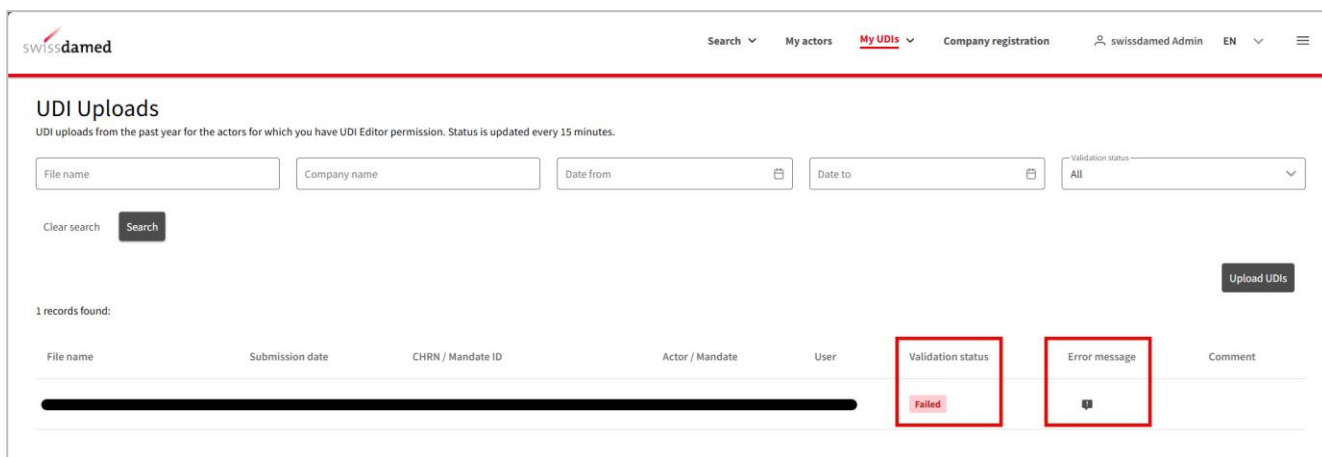 swissdamed
Search My actors My UDIs Company registration swissdamed Admin EN
UDI Uploads
UDI uploads from the past year for the actors for which you have UDI Editor permission. Status is updated every 15 minutes.
Validation status
File name Company name Date from Date to All
Clear search Search
Upload UDIs
1 records found:
File name Submission date CHRN / Mandate ID Actor / Mandate User Validation status Error message Comment
Failed